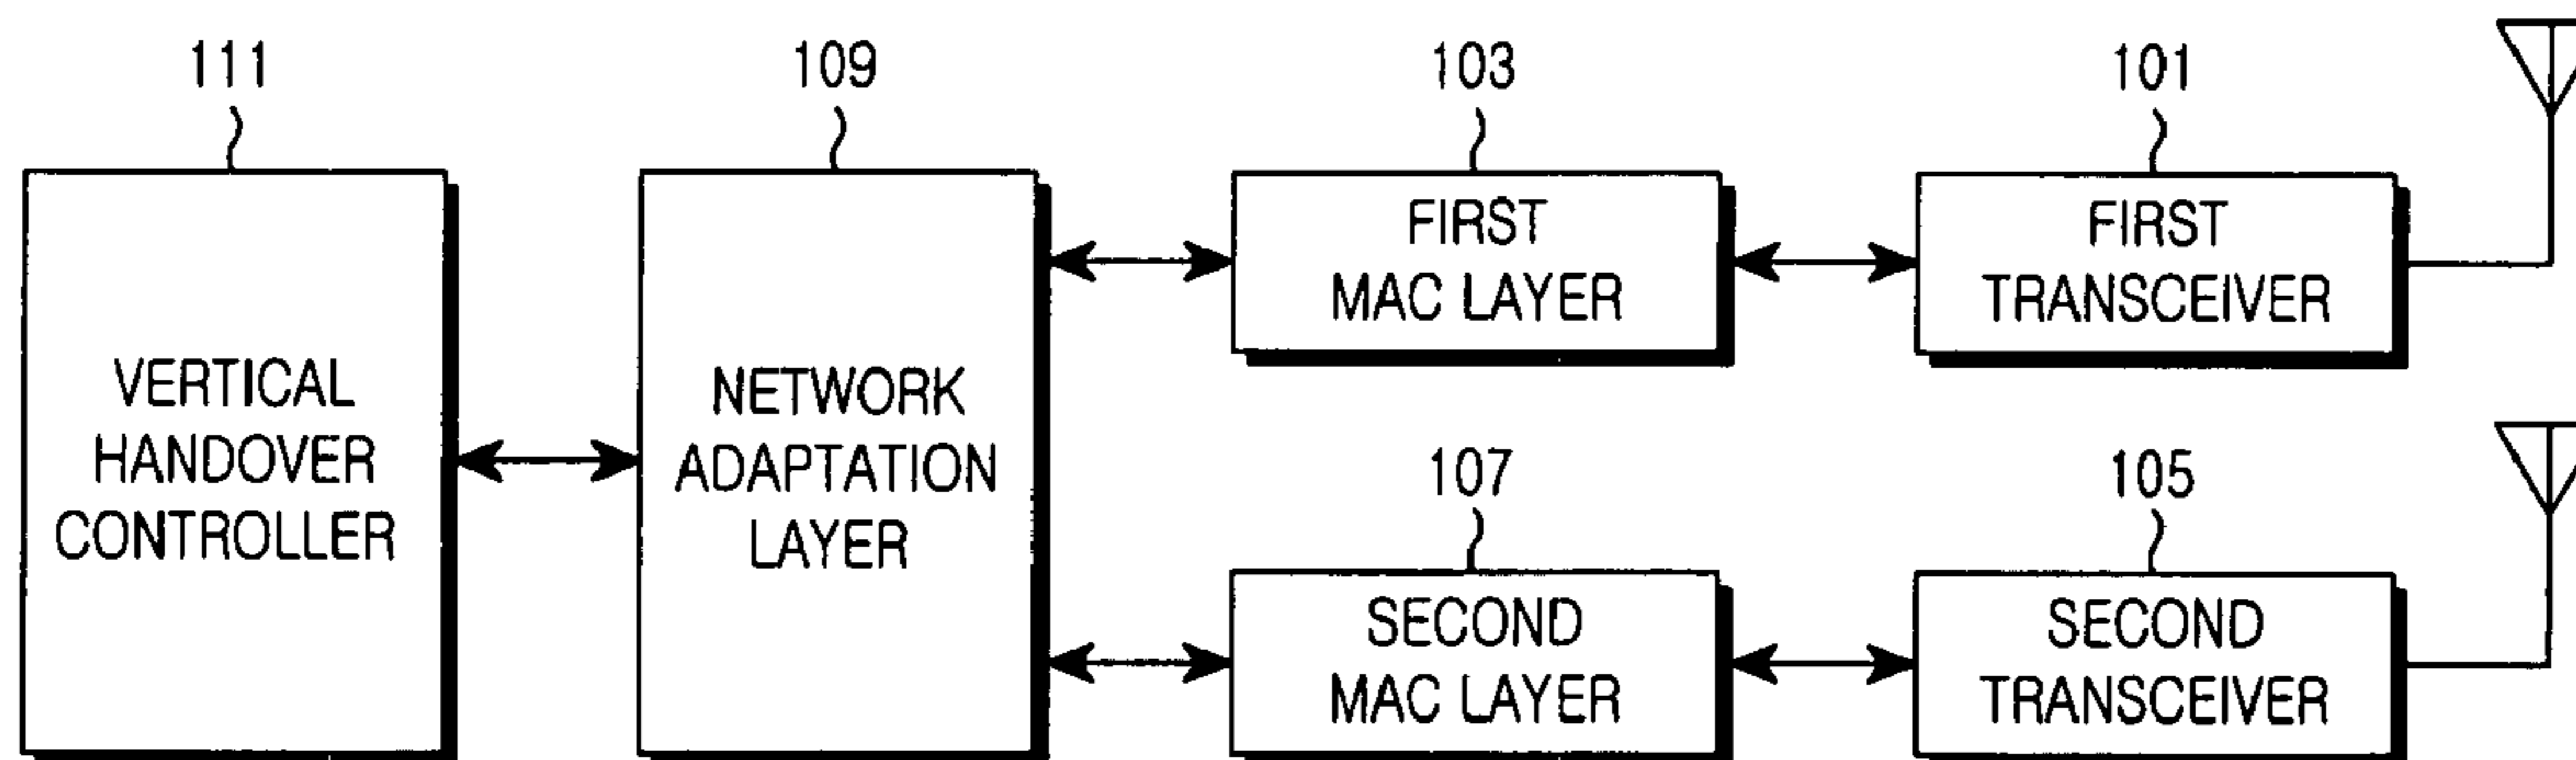 111
109
103
101
VERTICAL
HANDOVER
CONTROLLER
NETWORK
ADAPTATION
LAYER
FIRST
MAC LAYER
FIRST
TRANSCEIVER
107
105
SECOND
MAC LAYER
SECOND
TRANSCEIVER